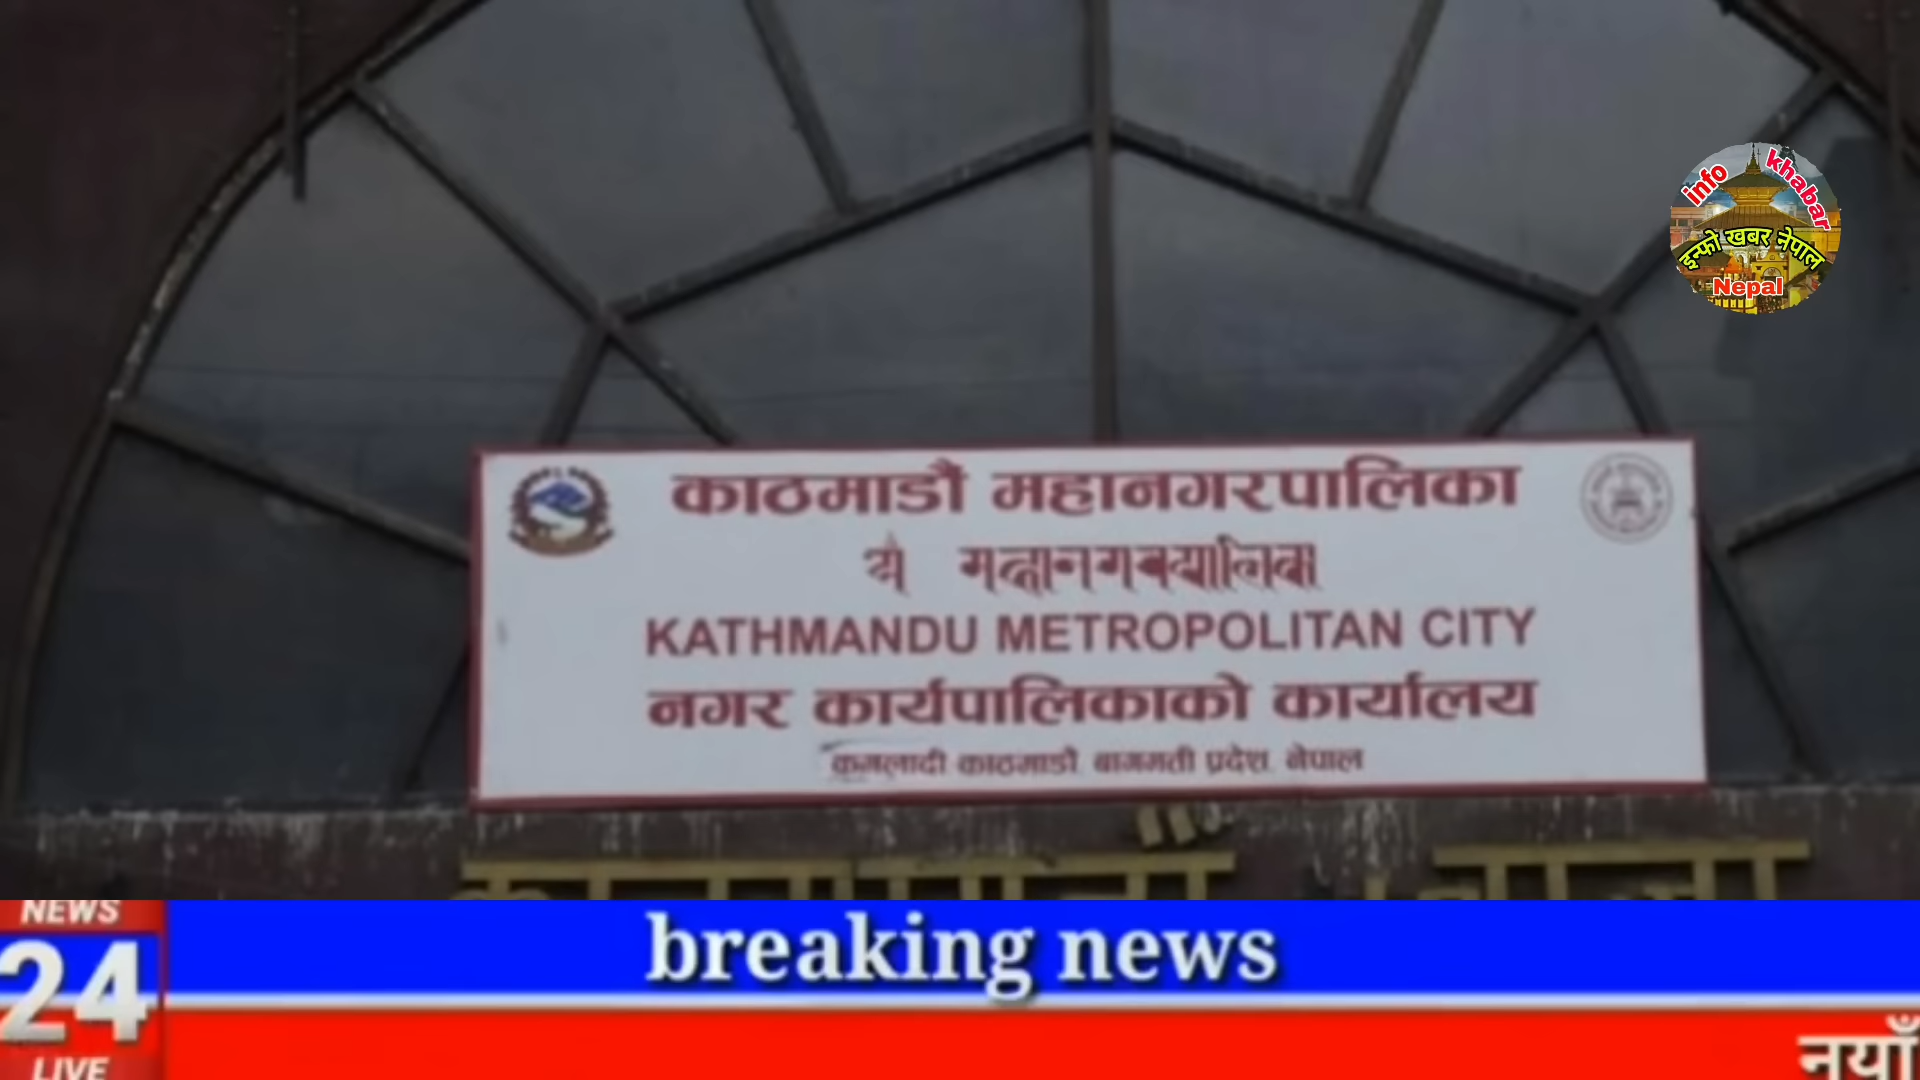 info khabar
इन्फो खबर नेपाल
Nepal
काठमाडौं महानगरपालिका
KATHMANDU METROPOLITAN CITY
नगर कार्यपालिकाको कार्यालय
कमलादी काठमाडौं, बागमती प्रदेश, नेपाल
NEWS
24
LIVE
breaking news
नयाँ